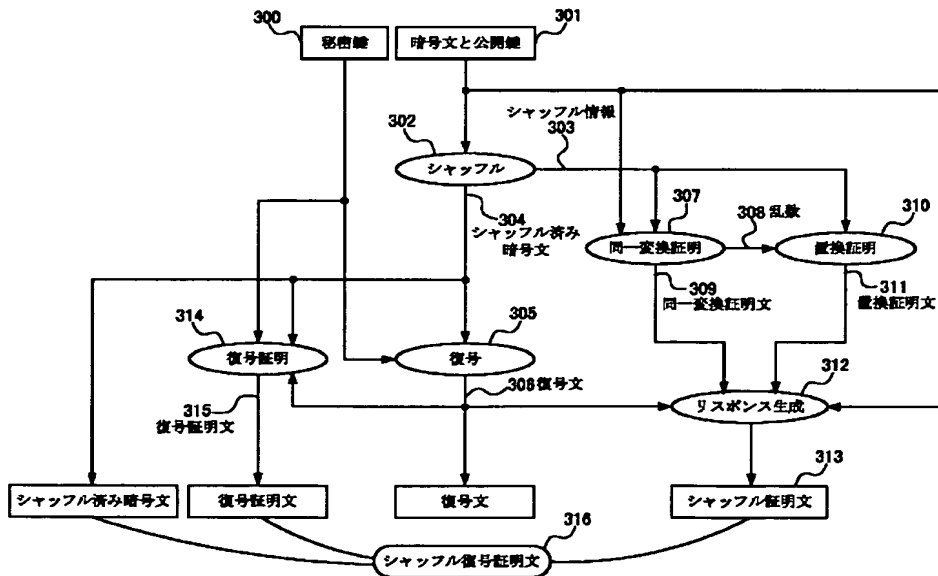 300
秘密鍵
301
暗号文と公開鍵
シャッフル情報
303
302
シャッフル
304
シャッフル済み
暗号文
307
同一変換証明
308 乱数
310
置換証明
309
同一変換証明文
311
置換証明文
314
復号証明
305
復号
306 復号文
315
復号証明文
312
リスポンス生成
313
シャッフル済み暗号文
復号証明文
復号文
シャッフル証明文
316
シャッフル復号証明文